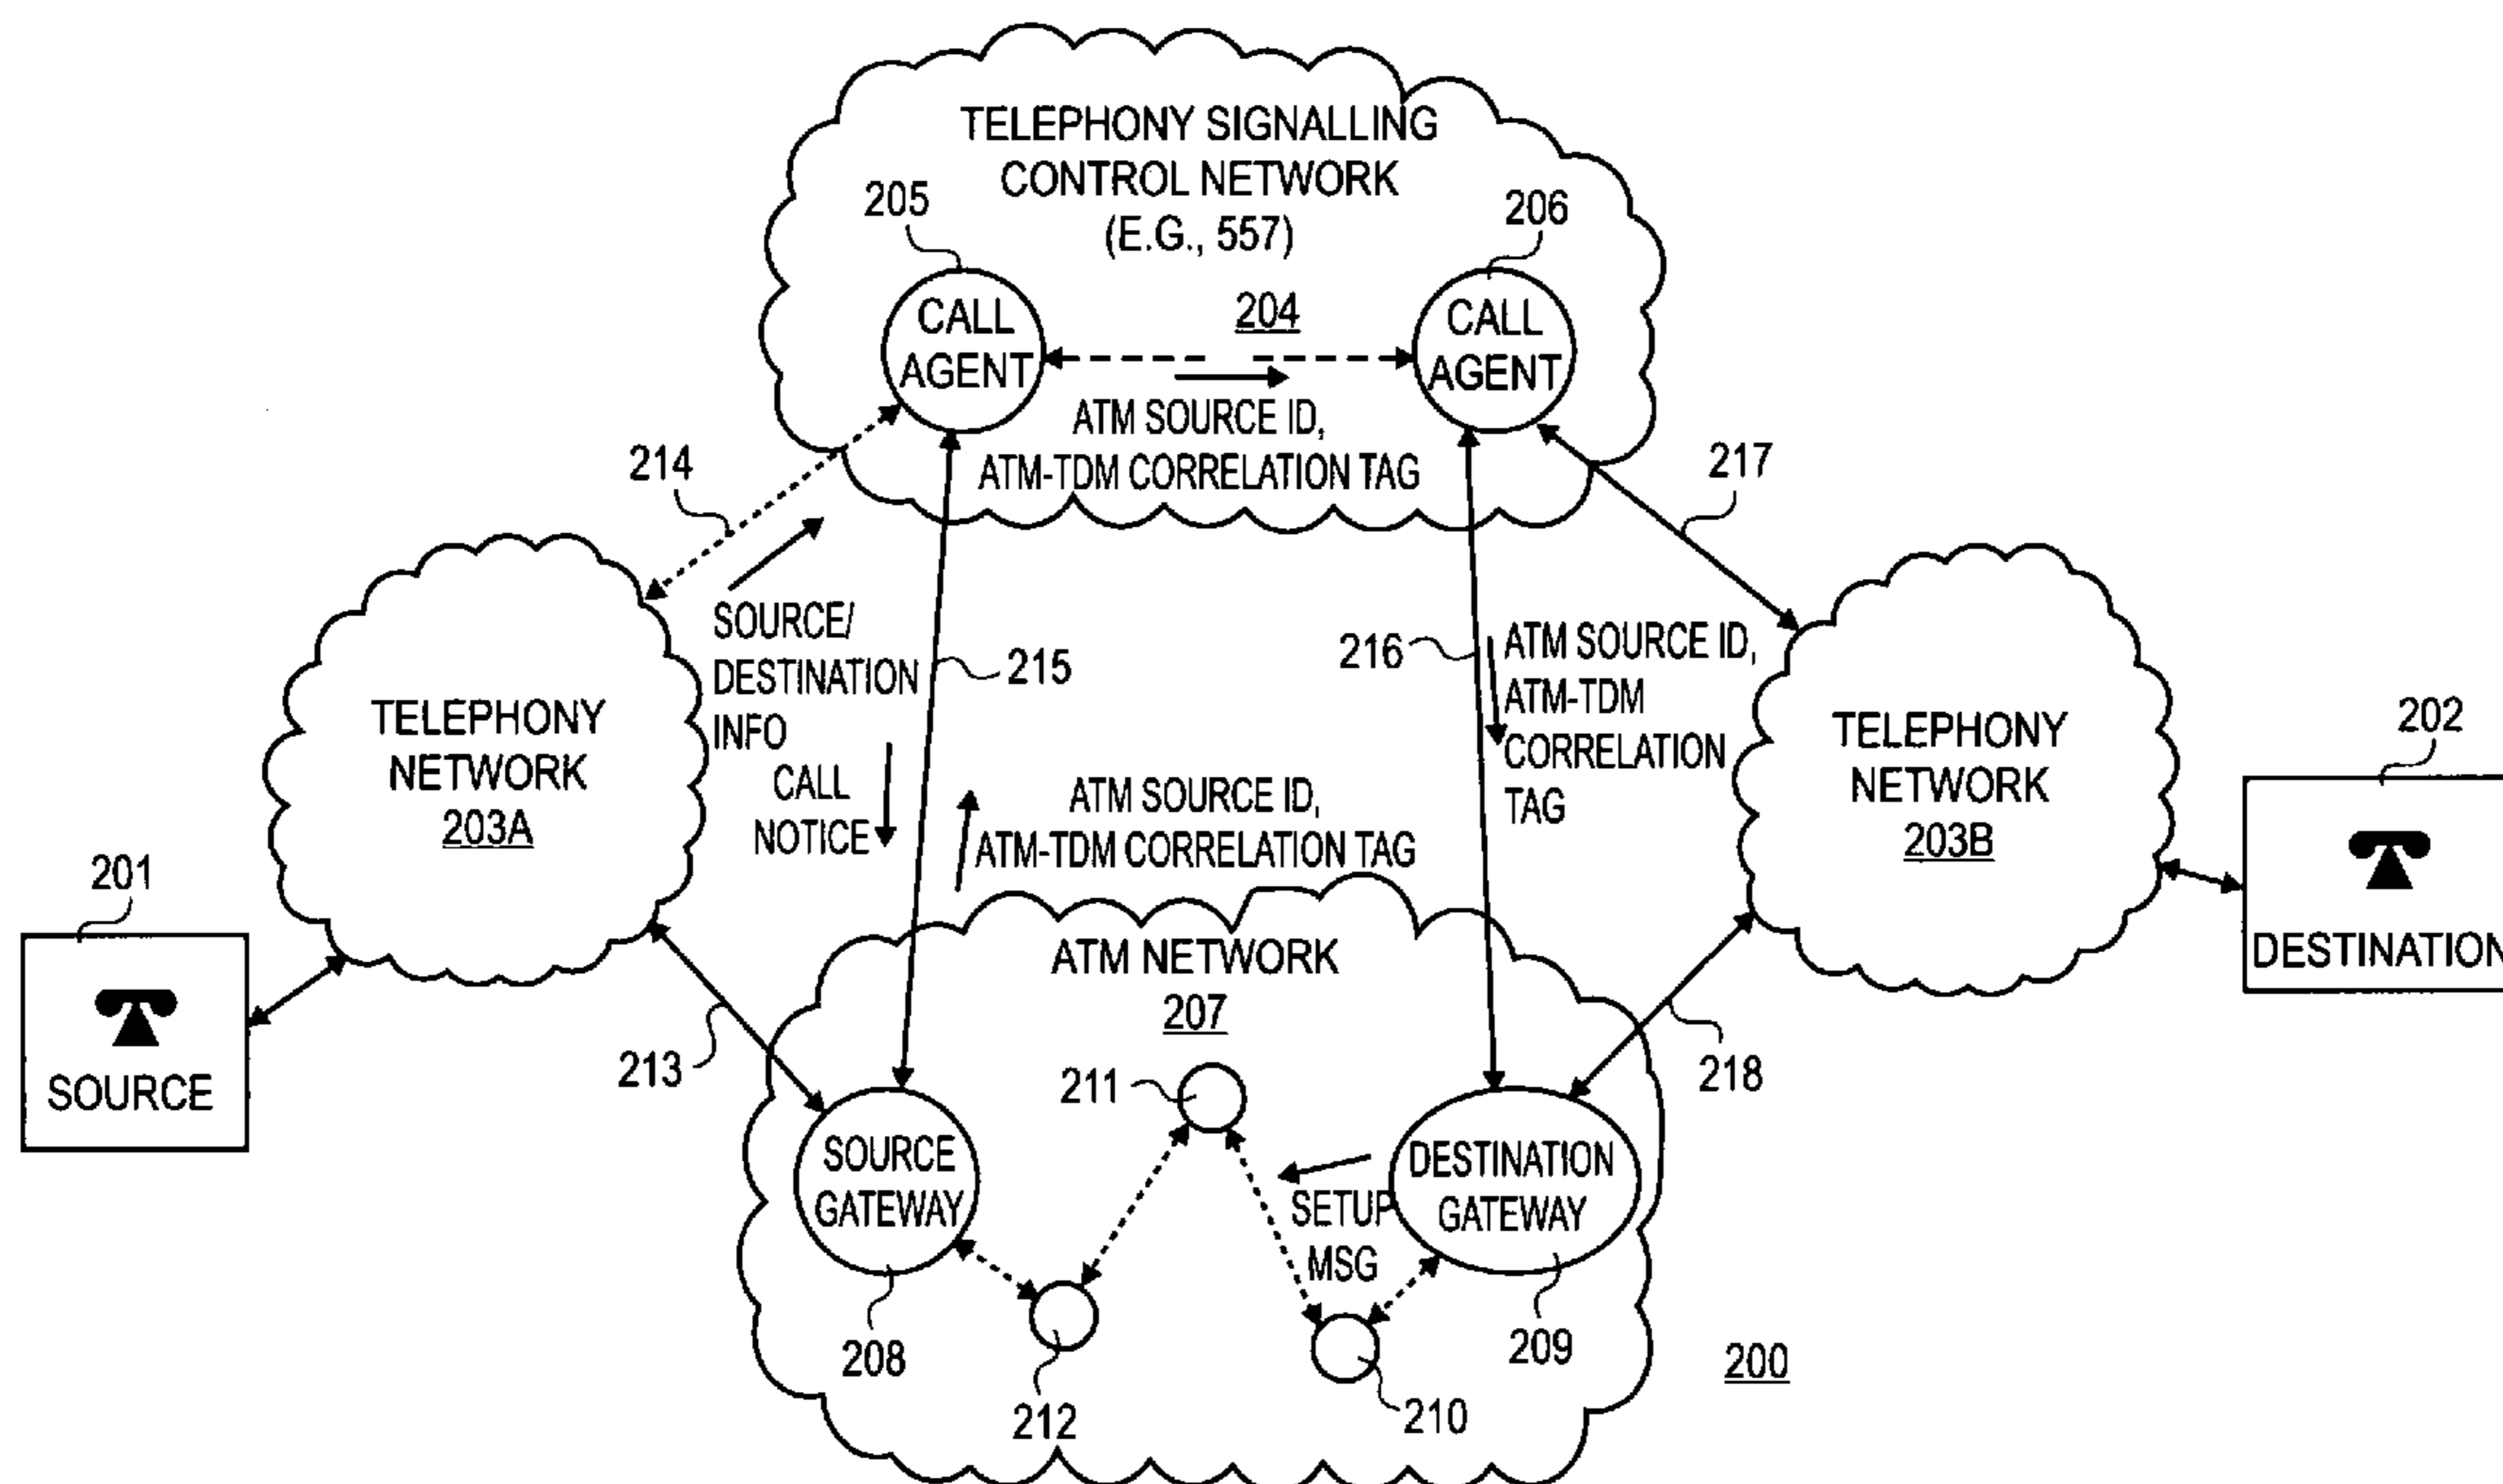 TELEPHONY SIGNALLING
CONTROL NETWORK
(E.G., 557)
205
206
204
CALL
AGENT
CALL
AGENT
ATM SOURCE ID,
ATM-TDM CORRELATION TAG
214
217
SOURCE/
DESTINATION
INFO
215
216
ATM SOURCE ID,
ATM-TDM
CORRELATION
TAG
TELEPHONY
NETWORK
203A
TELEPHONY
NETWORK
203B
202
CALL
NOTICE
ATM SOURCE ID,
ATM-TDM CORRELATION TAG
201
SOURCE
DESTINATION
ATM NETWORK
207
213
218
211
SOURCE
GATEWAY
DESTINATION
GATEWAY
SETUP
MSG
208
209
212
210
200